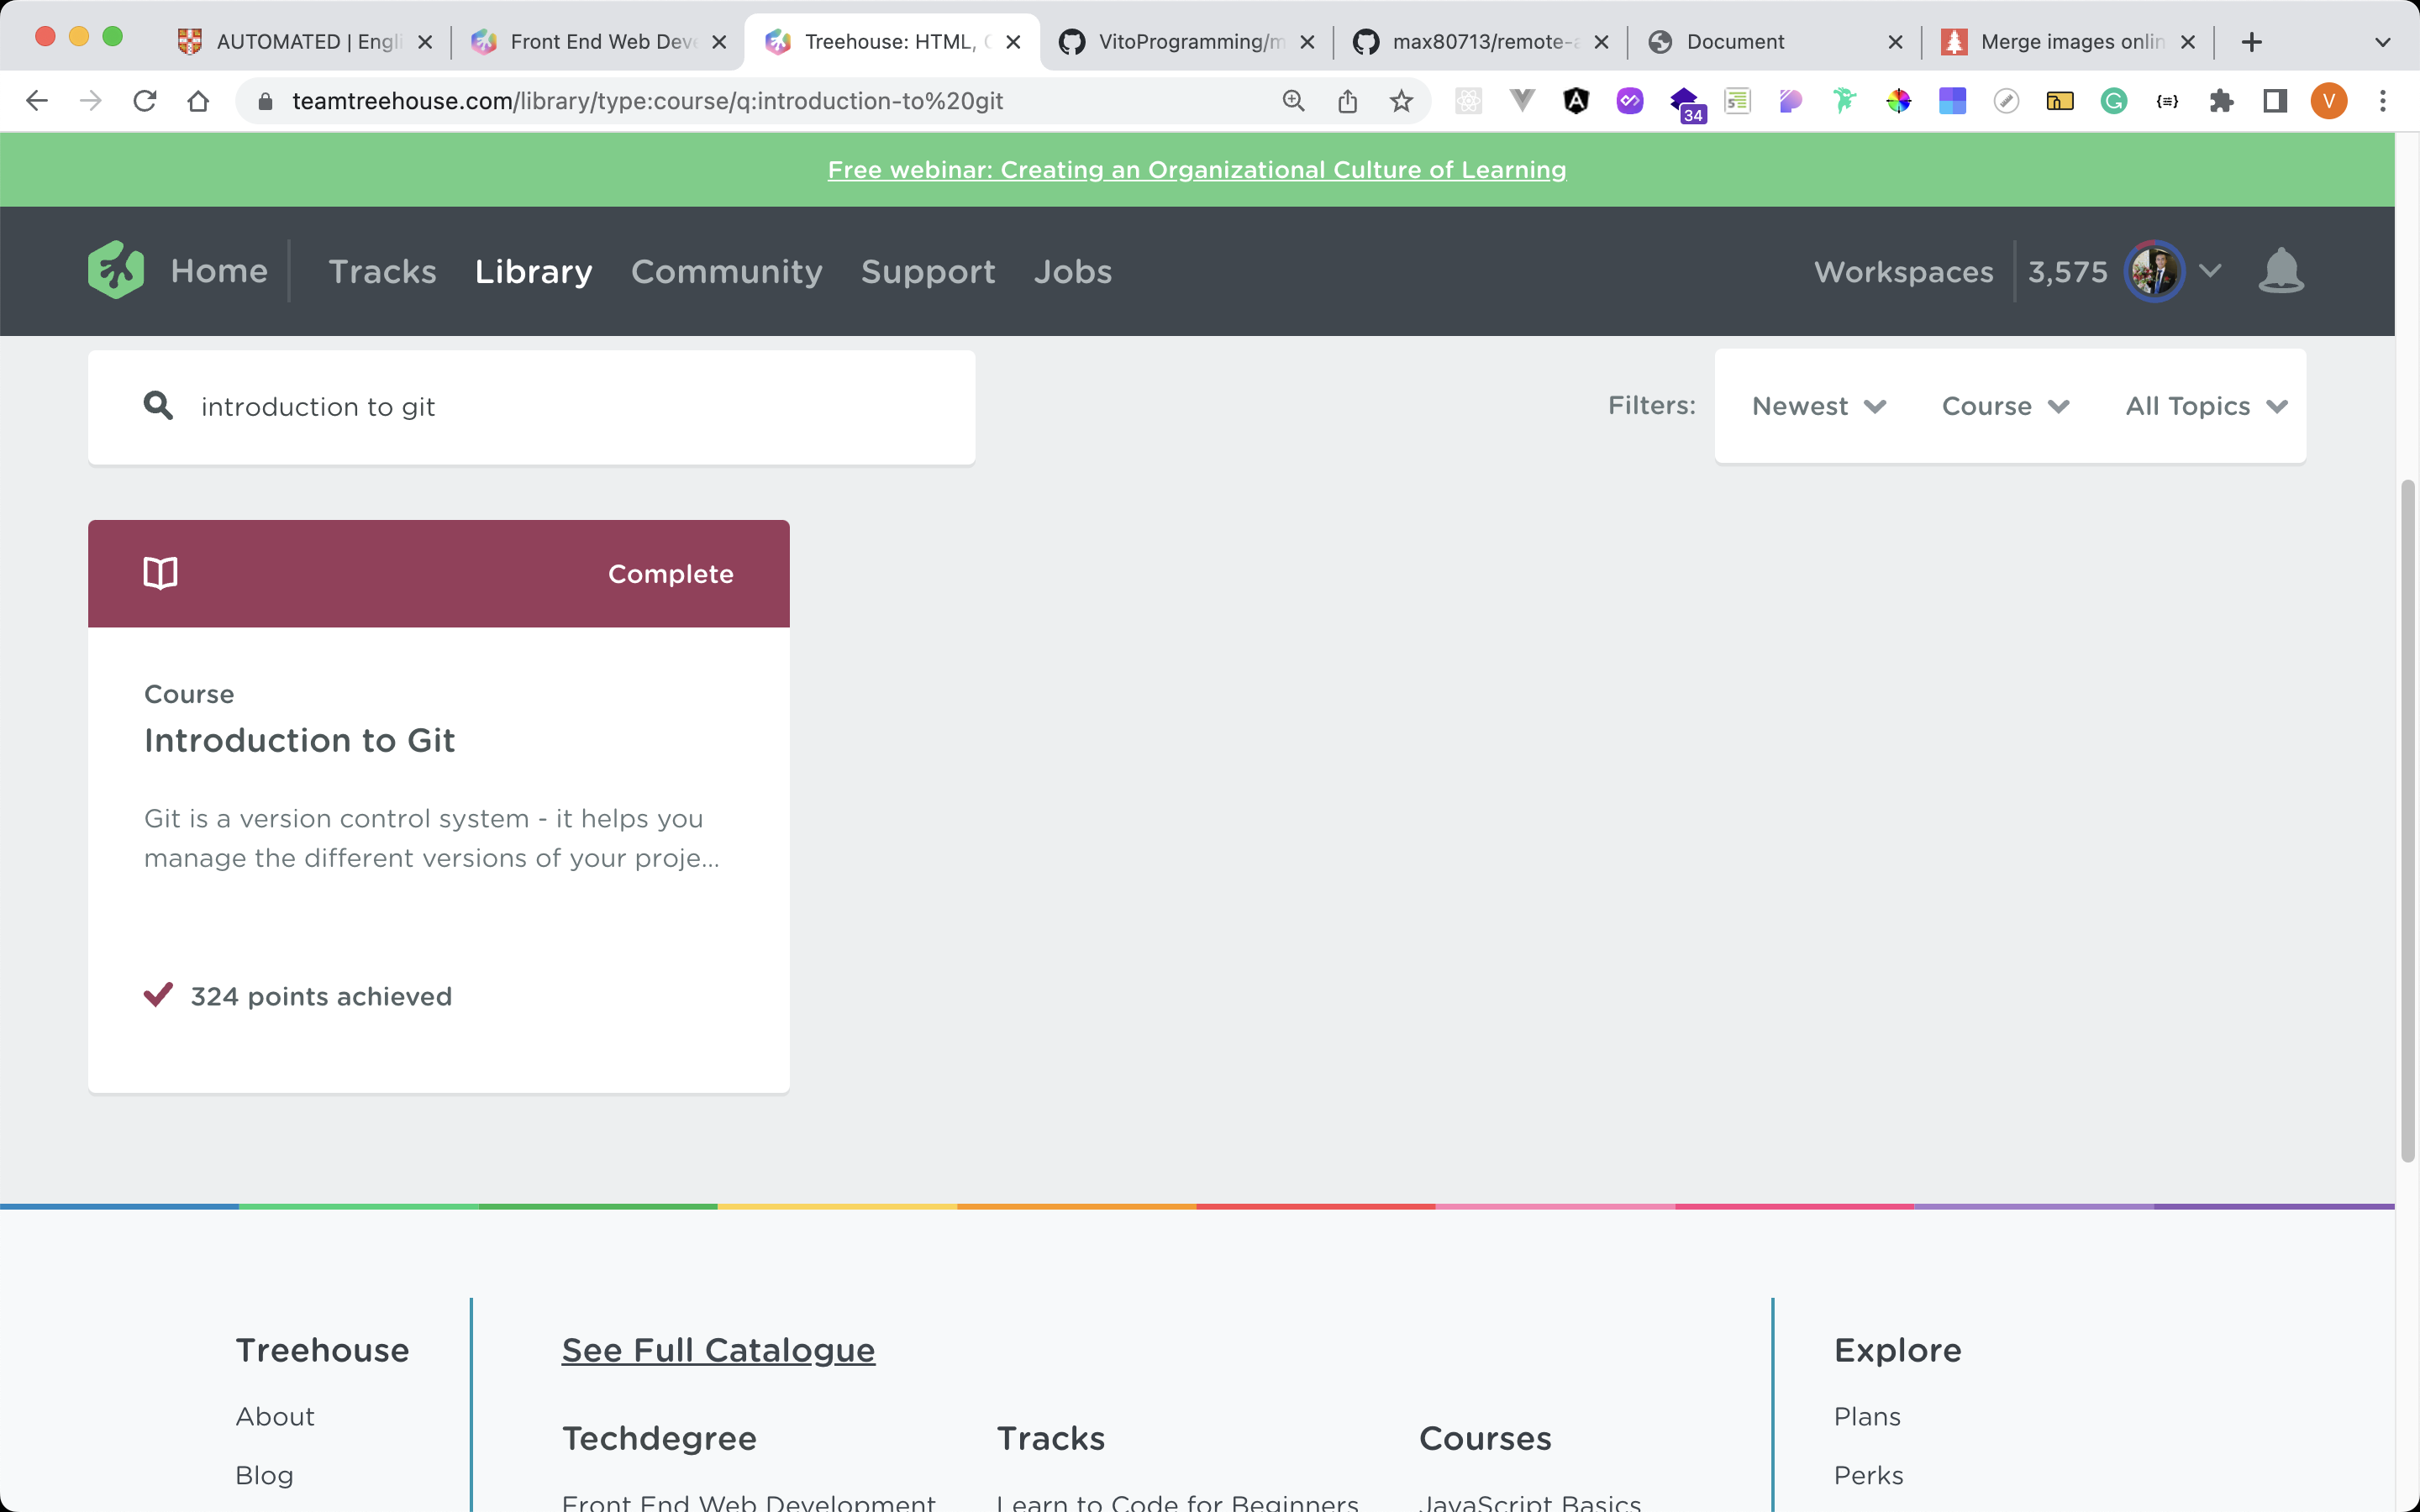 AUTOMATED | Engli
Front End Web Deve
Treehouse: HTML, C
VitoProgramming/m
max80713/remote-a
Document
Merge images onlin
teamtreehouse.com/library/type:course/q:introduction-to%20git
34
V
Free webinar: Creating an Organizational Culture of Learning
Home
Tracks
Library
Community
Support
Jobs
Workspaces
3,575
introduction to git
Filters:
Newest
Course
All Topics
Complete
Course
Introduction to Git
Git is a version control system - it helps you
manage the different versions of your proje...
324 points achieved
Treehouse
About
Blog
See Full Catalogue
Techdegree
Front End Web Development
Tracks
Learn to Code for Beginners
Courses
JavaScript Basics
Explore
Plans
Perks